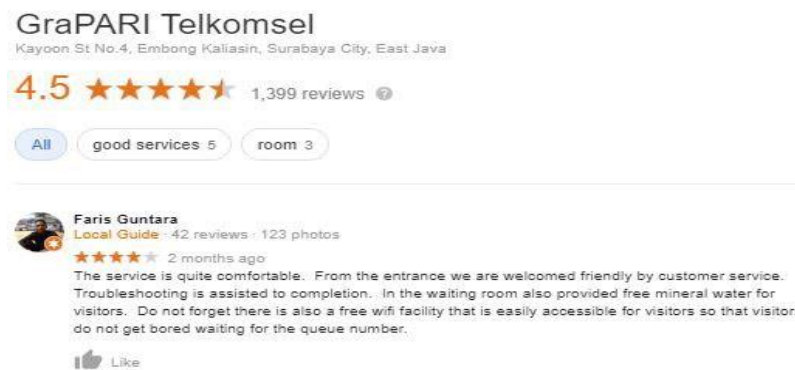 GraPARI Telkomsel
Kayoon St No.4, Embong Kaliasin, Surabaya City, East Java
4.5 1,399 reviews ?
All good services 5 room 3
Faris Guntara
Local Guide · 42 reviews · 123 photos
2 months ago
The service is quite comfortable. From the entrance we are welcomed friendly by customer service.
Troubleshooting is assisted to completion. In the waiting room also provided free mineral water for
visitors. Do not forget there is also a free wifi facility that is easily accessible for visitors so that visitor
do not get bored waiting for the queue number.
Like